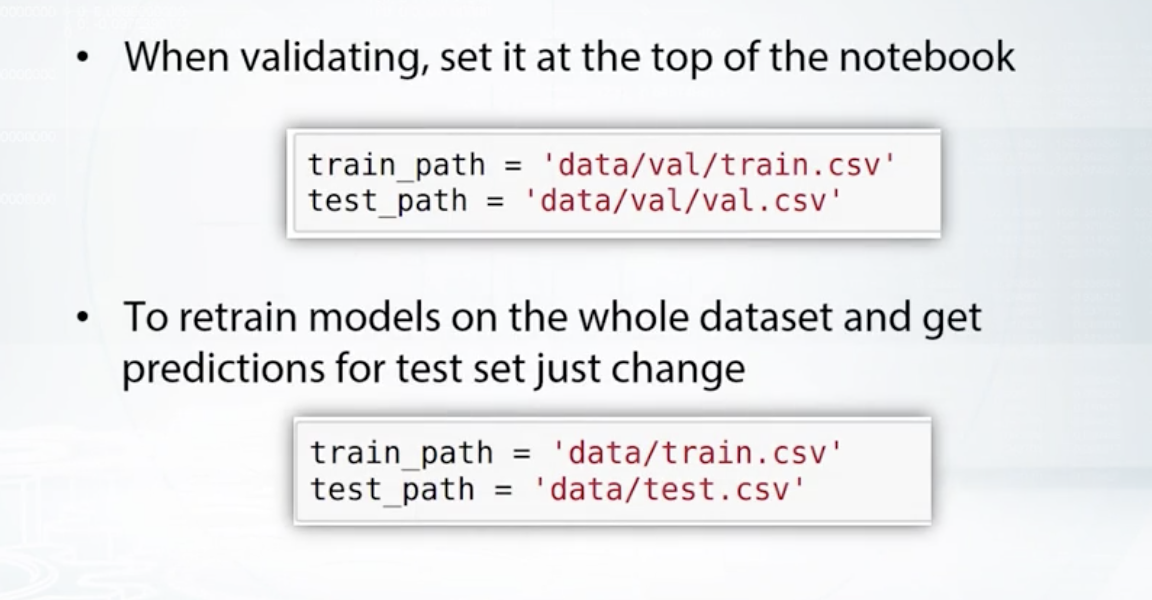 • When validating, set it at the top of the notebook
train_path = 'data/val/train.csv'
test_path = 'data/val/val.csv'
• To retrain models on the whole dataset and get
predictions for test set just change
train_path = 'data/train.csv'
test_path = 'data/test.csv'